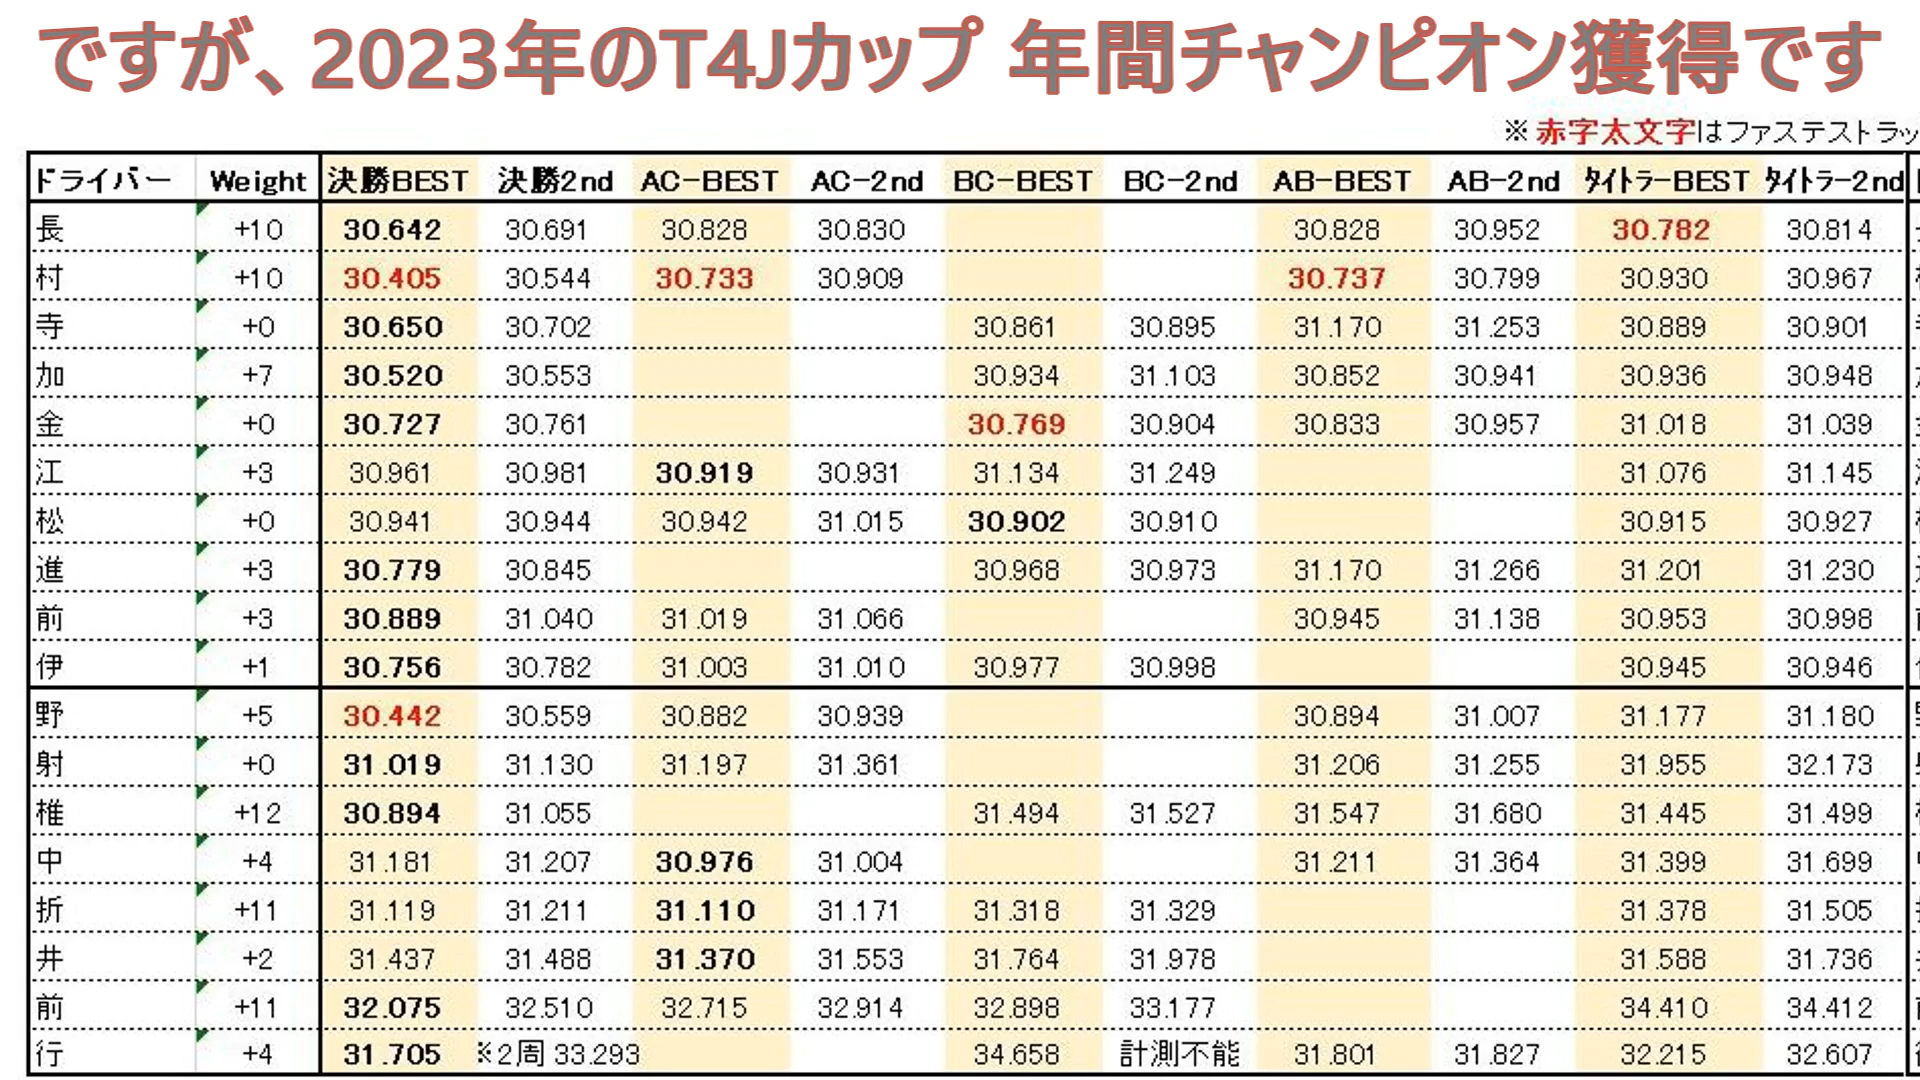 ですが、2023年のT4Jカップ 年間チャンピオン獲得です
※ 赤字太文字はファステストラッ
ドライバー Weight 決勝BEST 決勝2nd AC-BEST AC-2nd BC-BEST BC-2nd AB-BEST AB-2nd ﾀｲﾄﾗｰBEST ﾀｲﾄﾗｰ2nd
長 +10 30.642 30.691 30.828 30.830 30.828 30.952 30.782 30.814
村 +10 30.405 30.544 30.733 30.909 30.737 30.799 30.930 30.967
寺 +0 30.650 30.702 30.861 30.895 31.170 31.253 30.889 30.901
加 +7 30.520 30.553 30.934 31.103 30.852 30.941 30.936 30.948
金 +0 30.727 30.761 30.769 30.904 30.833 30.957 31.018 31.039
江 +3 30.961 30.981 30.919 30.931 31.134 31.249 31.076 31.145
松 +0 30.941 30.944 30.942 31.015 30.902 30.910 30.915 30.927
進 +3 30.779 30.845 30.968 30.973 31.170 31.266 31.201 31.230
前 +3 30.889 31.040 31.019 31.066 30.945 31.138 30.953 30.998
伊 +1 30.756 30.782 31.003 31.010 30.977 30.998 30.945 30.946
野 +5 30.442 30.559 30.882 30.939 30.894 31.007 31.177 31.180
射 +0 31.019 31.130 31.197 31.361 31.206 31.255 31.955 32.173
椎 +12 30.894 31.055 31.494 31.527 31.547 31.680 31.445 31.499
中 +4 31.181 31.207 30.976 31.004 31.211 31.364 31.399 31.699
折 +11 31.119 31.211 31.110 31.171 31.318 31.329 31.378 31.505
井 +2 31.437 31.488 31.370 31.553 31.764 31.978 31.588 31.736
前 +11 32.075 32.510 32.715 32.914 32.898 33.177 34.410 34.412
行 +4 31.705 ※2周 33.293 34.658 計測不能 31.801 31.827 32.215 32.607